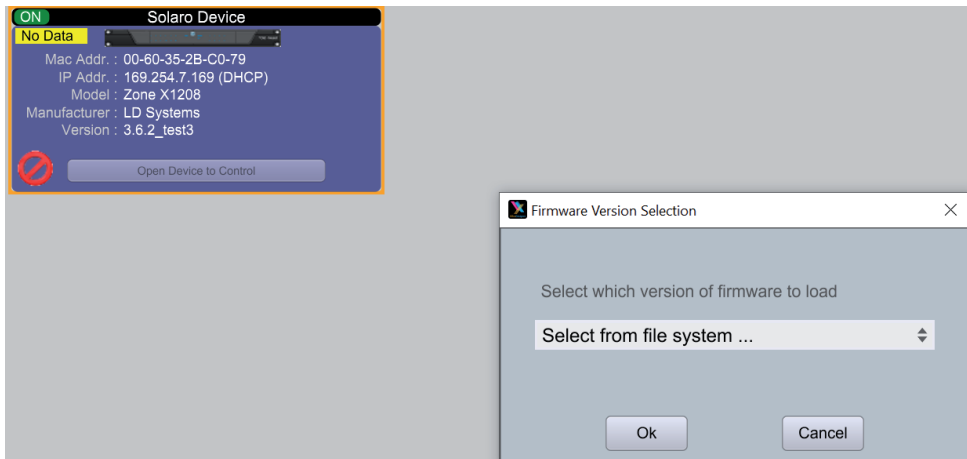 ON Solaro Device
No Data
Mac Addr. : 00-60-35-2B-C0-79
IP Addr. : 169.254.7.169 (DHCP)
Model : Zone X1208
Manufacturer : LD Systems
Version : 3.6.2_test3
Open Device to Control
Firmware Version Selection
Select which version of firmware to load
Select from file system ...
Ok Cancel